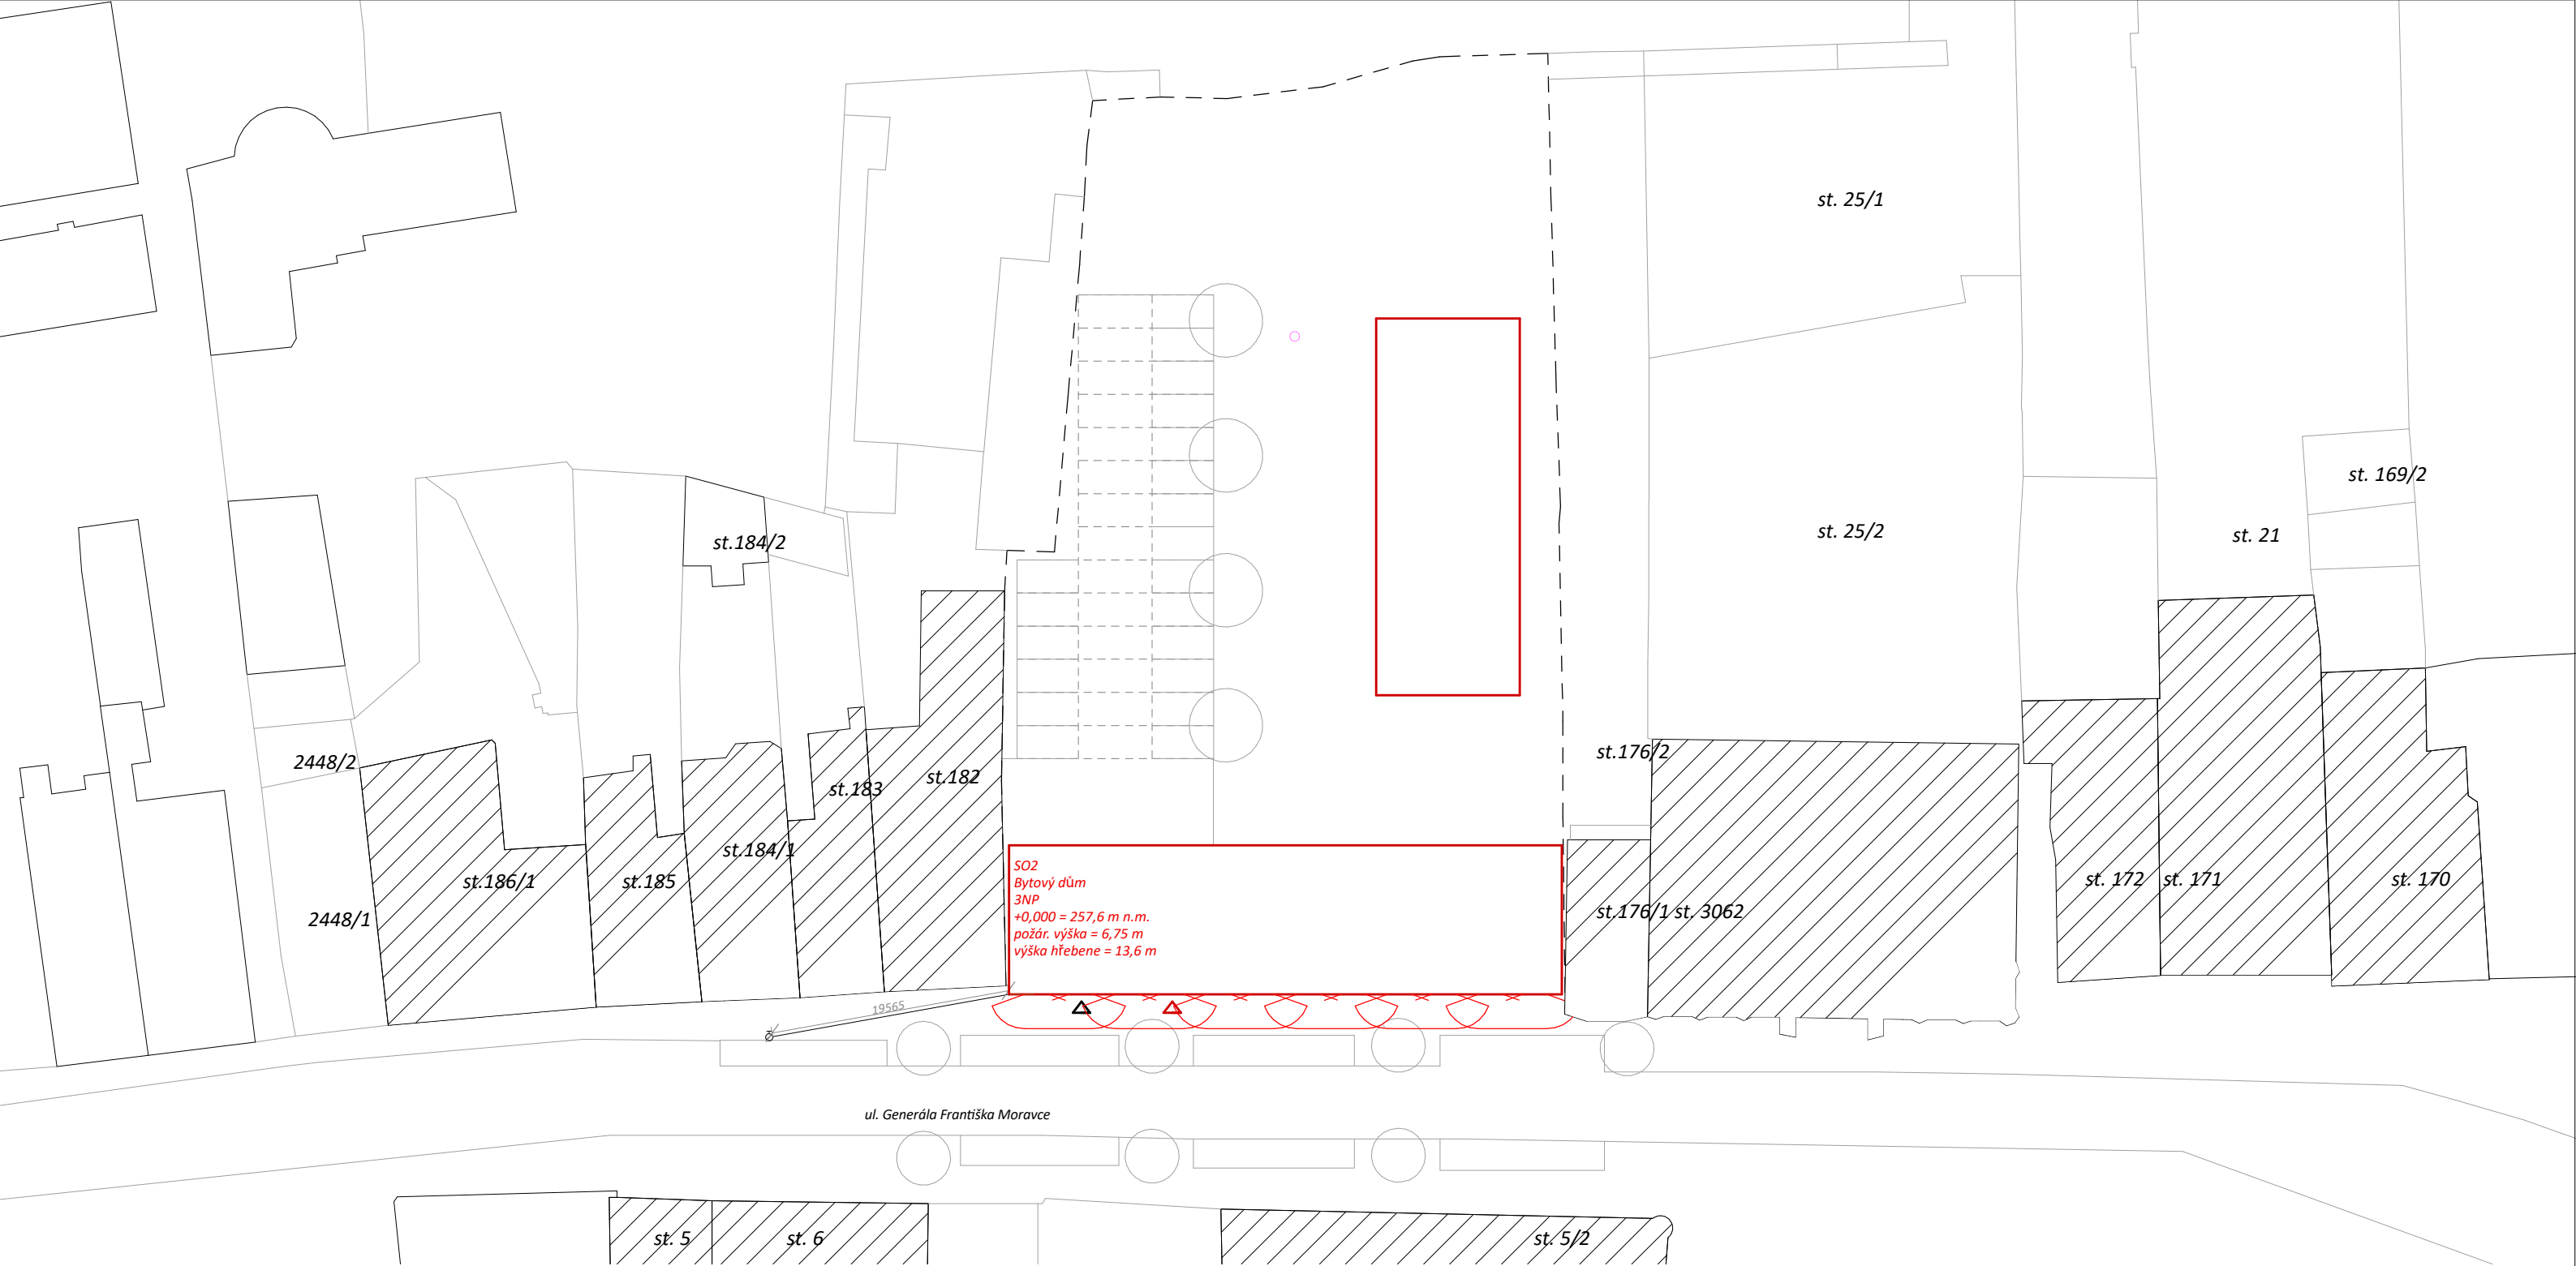 st. 25/1
st. 169/2
st. 25/2
st. 21
st.184/2
2448/2
st.176/2
st.182
st.183
st.184/1
SO2
Bytový dům
3NP
+0,000 = 257,6 m n.m.
požár. výška = 6,75 m
výška hřebene = 13,6 m
st.186/1
st.185
st. 172
st. 171
st. 170
2448/1
st.176/1
st. 3062
19565
ul. Generála Františka Moravce
st. 5
st. 6
st. 5/2